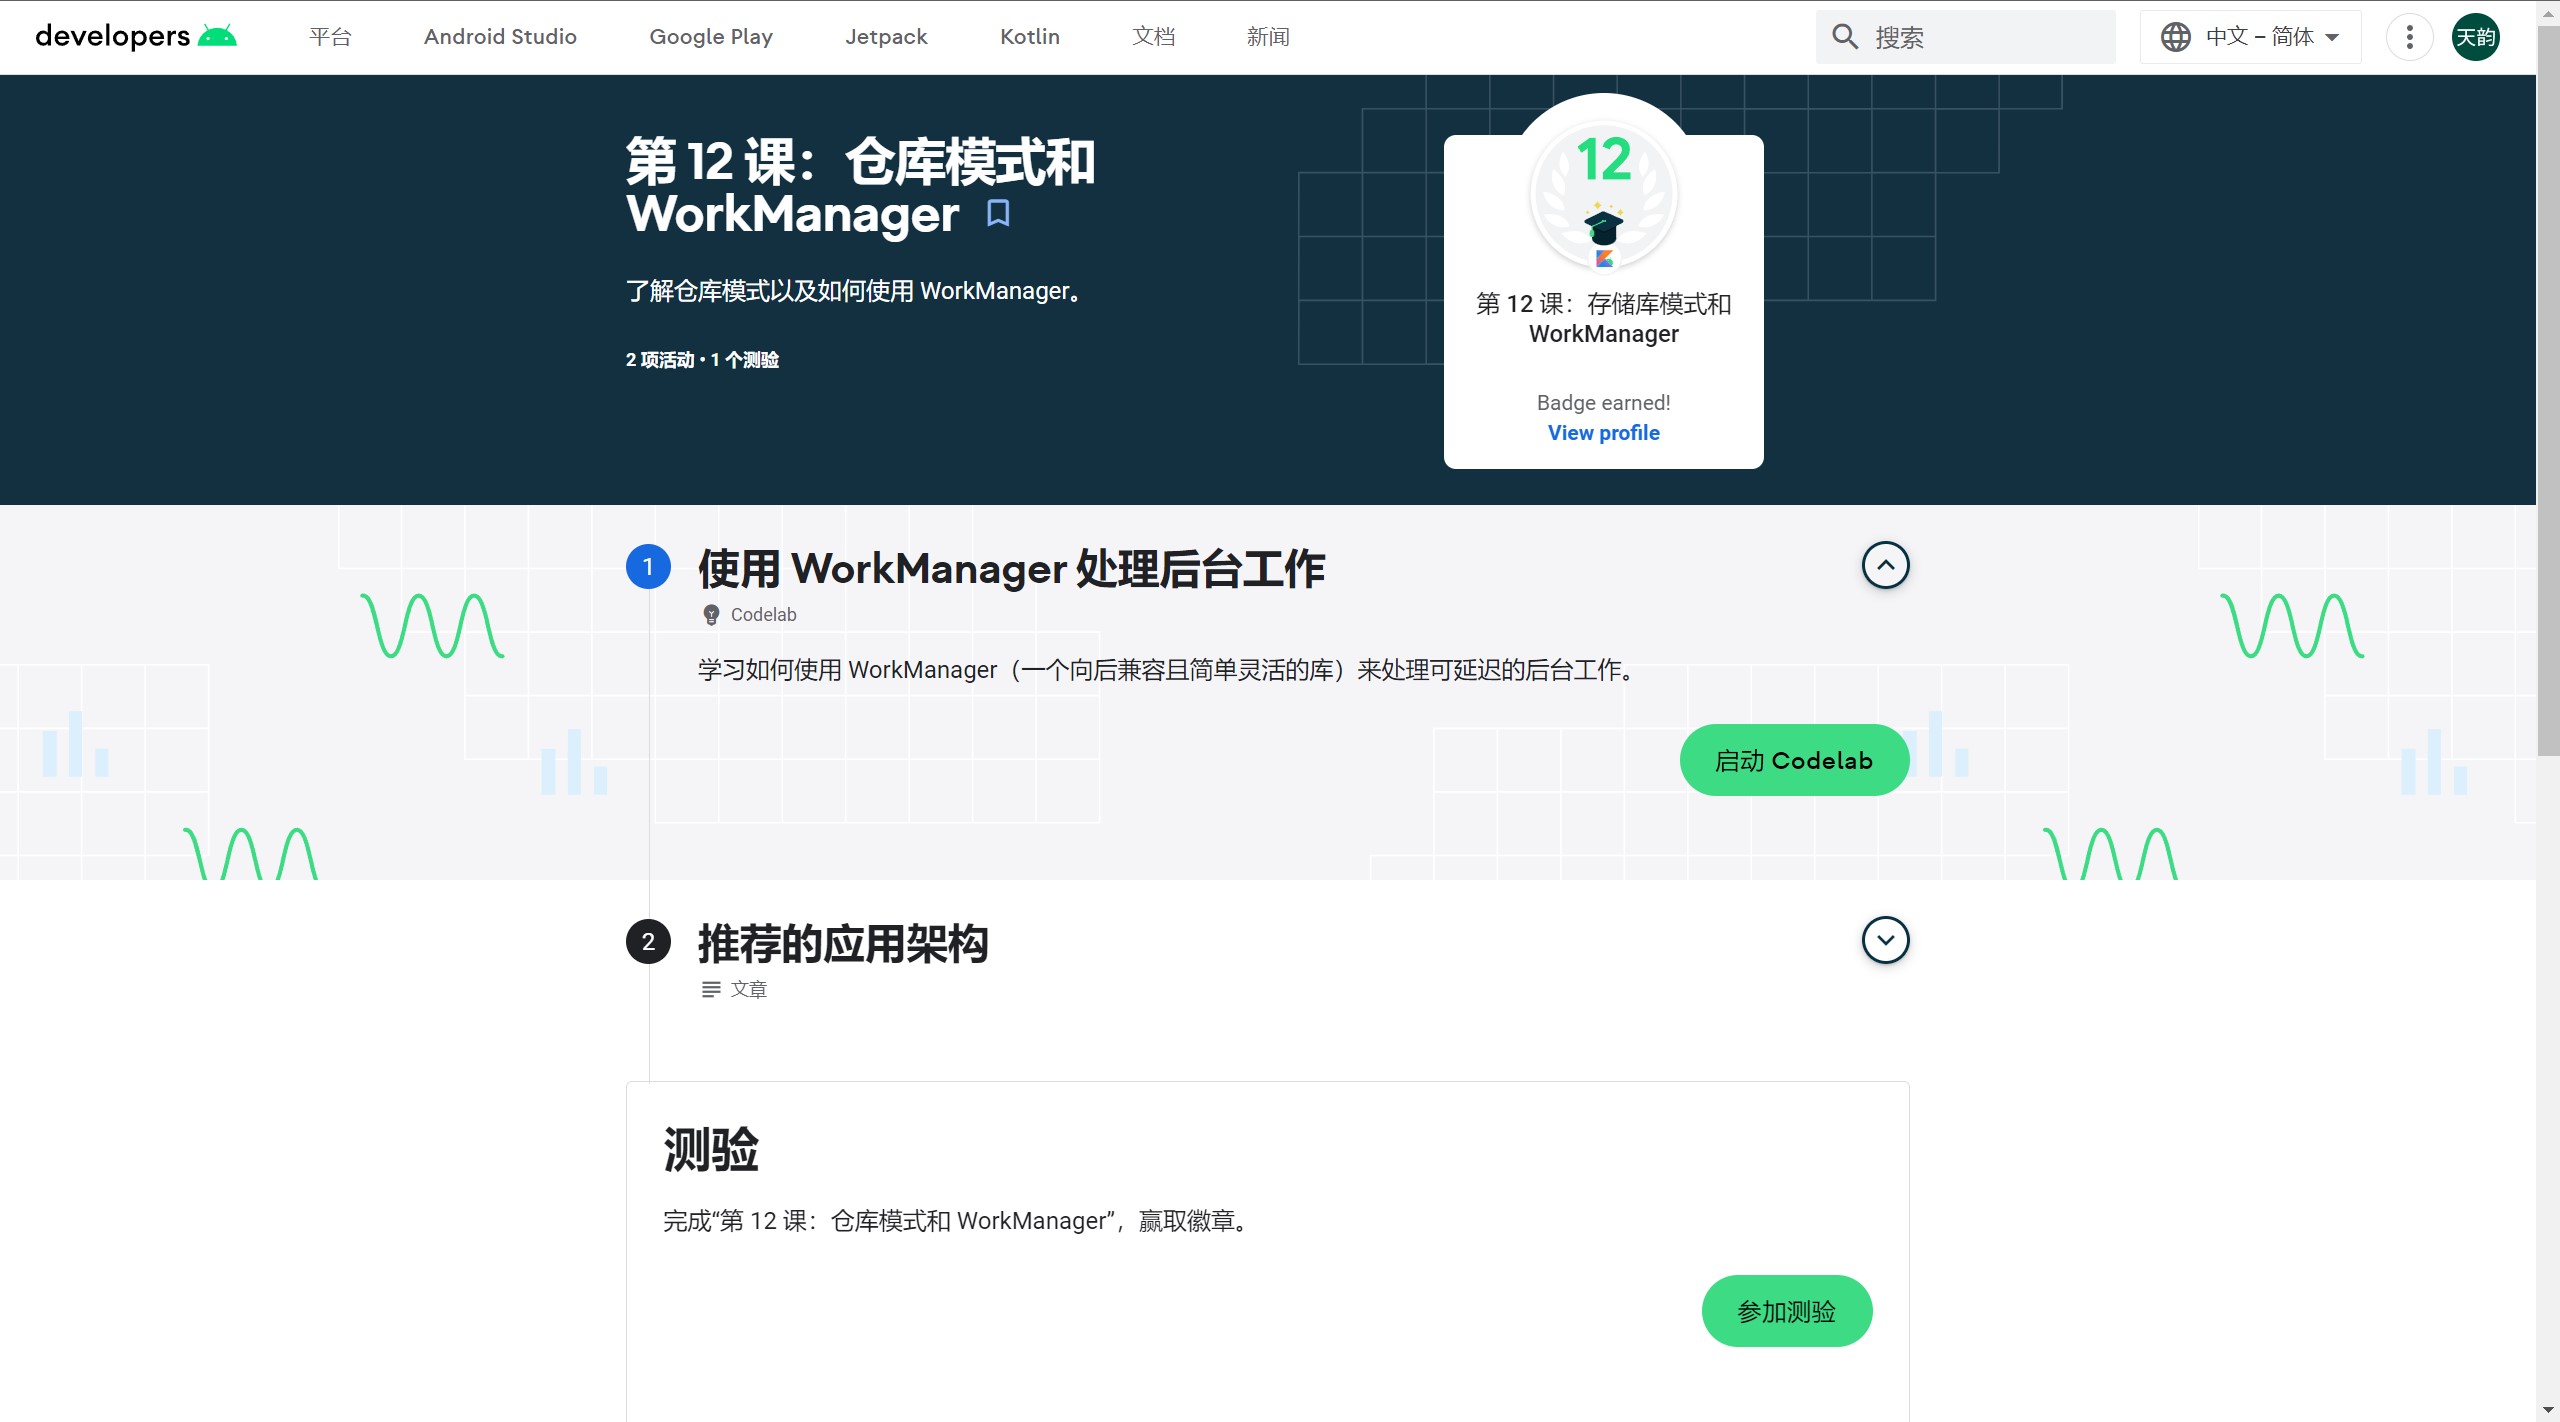 developers
平台
Android Studio
Google Play
Jetpack
Kotlin
文档
新闻
搜索
中文 – 简体
天韵
第 12 课：仓库模式和
WorkManager
了解仓库模式以及如何使用 WorkManager。
2 项活动 • 1 个测验
12
第 12 课：存储库模式和
WorkManager
Badge earned!
View profile
1
使用 WorkManager 处理后台工作
Codelab
学习如何使用 WorkManager（一个向后兼容且简单灵活的库）来处理可延迟的后台工作。
启动 Codelab
2
推荐的应用架构
文章
测验
完成“第 12 课：仓库模式和 WorkManager”，赢取徽章。
参加测验